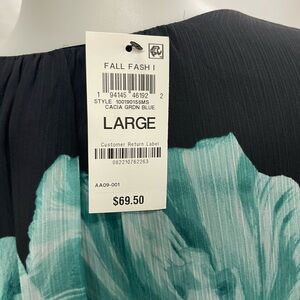 FALL FASH I
1 94145 46192 2
STYLE 100190155MS
CACIA GRDN BLUE
LARGE
Customer Return Label
082210762263
AA09-001
$69.50